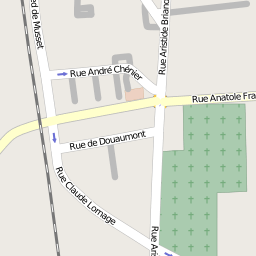 ed de Musset
Rue Aristide Briand
Rue André Chénier
Rue Anatole Fra
Rue de Douaumont
Rue Claude Lornage
Rue Aris